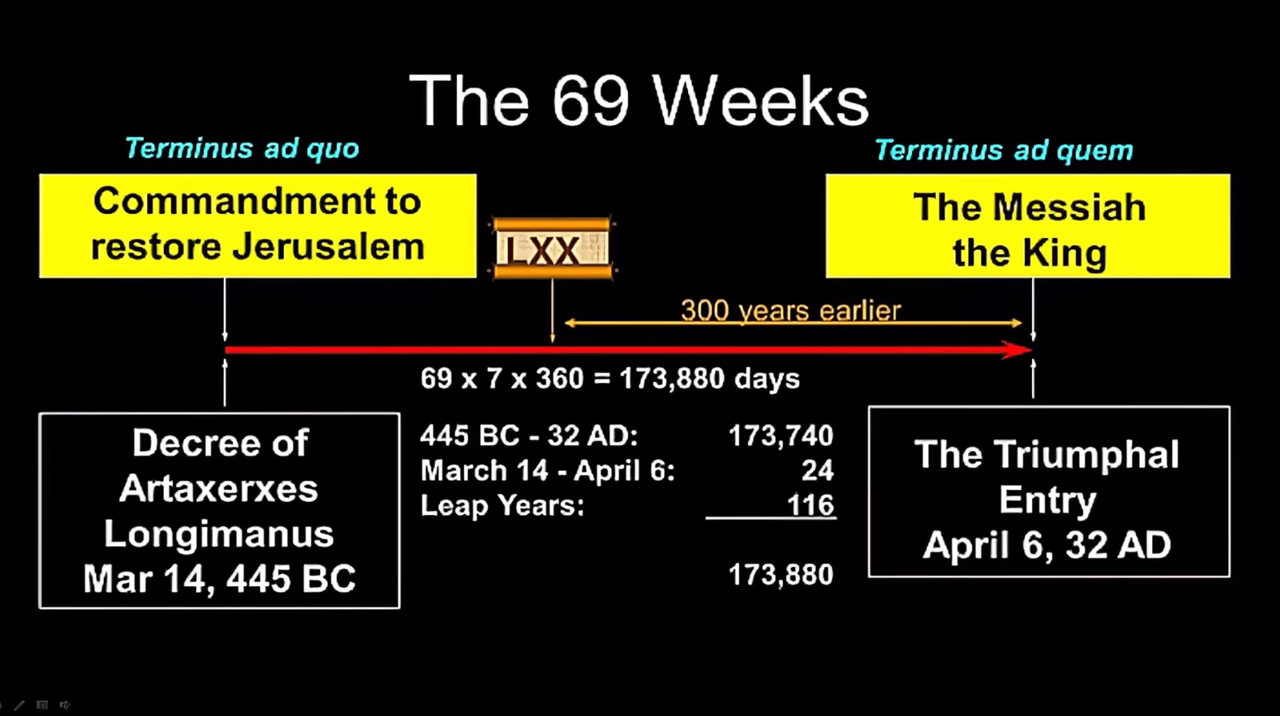 The 69 Weeks
Terminus ad quo
Terminus ad quem
Commandment to
restore Jerusalem
LXX
The Messiah
the King
300 years earlier
69 x 7 x 360 = 173,880 days
Decree of
Artaxerxes
Longimanus
Mar 14, 445 BC
445 BC - 32 AD: 173,740
March 14 - April 6: 24
Leap Years: 116
173,880
The Triumphal
Entry
April 6, 32 AD